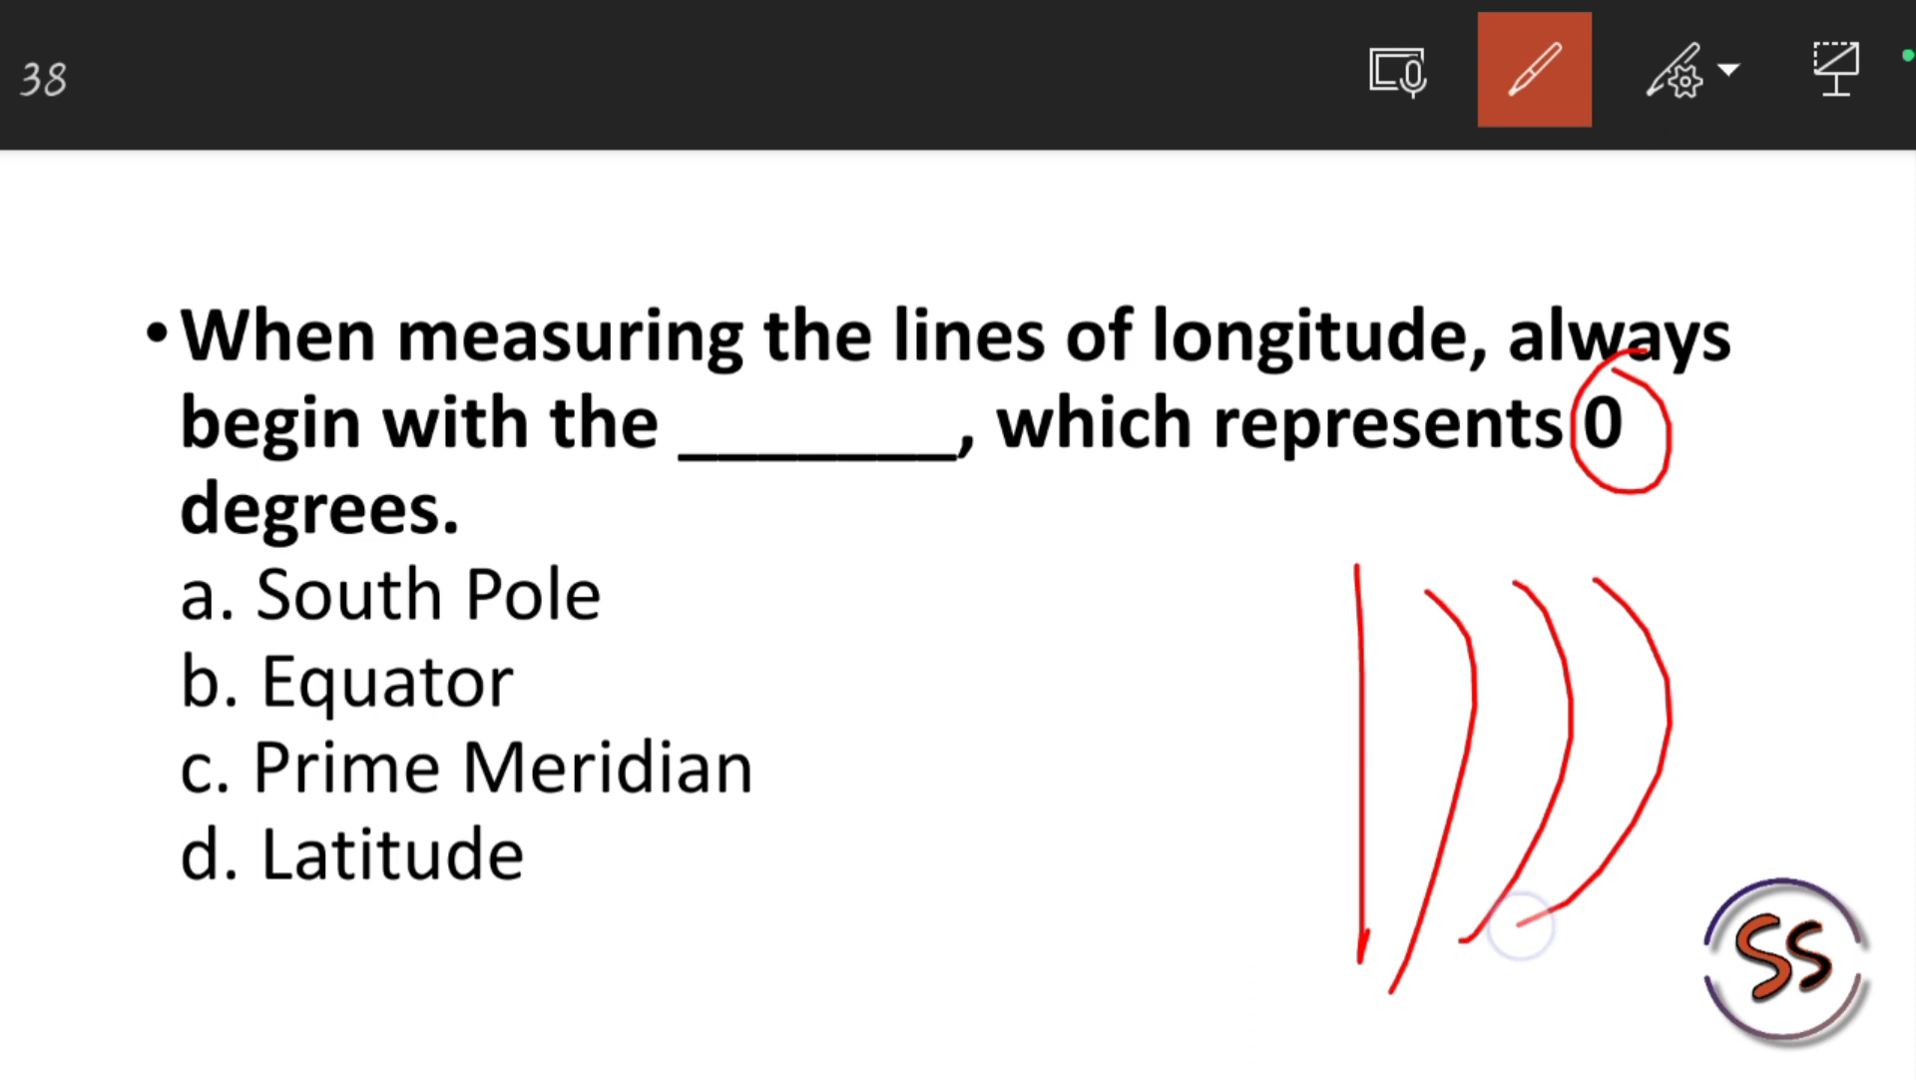 38
• When measuring the lines of longitude, always
begin with the _______, which represents 0
degrees.
a. South Pole
b. Equator
c. Prime Meridian
d. Latitude
SS